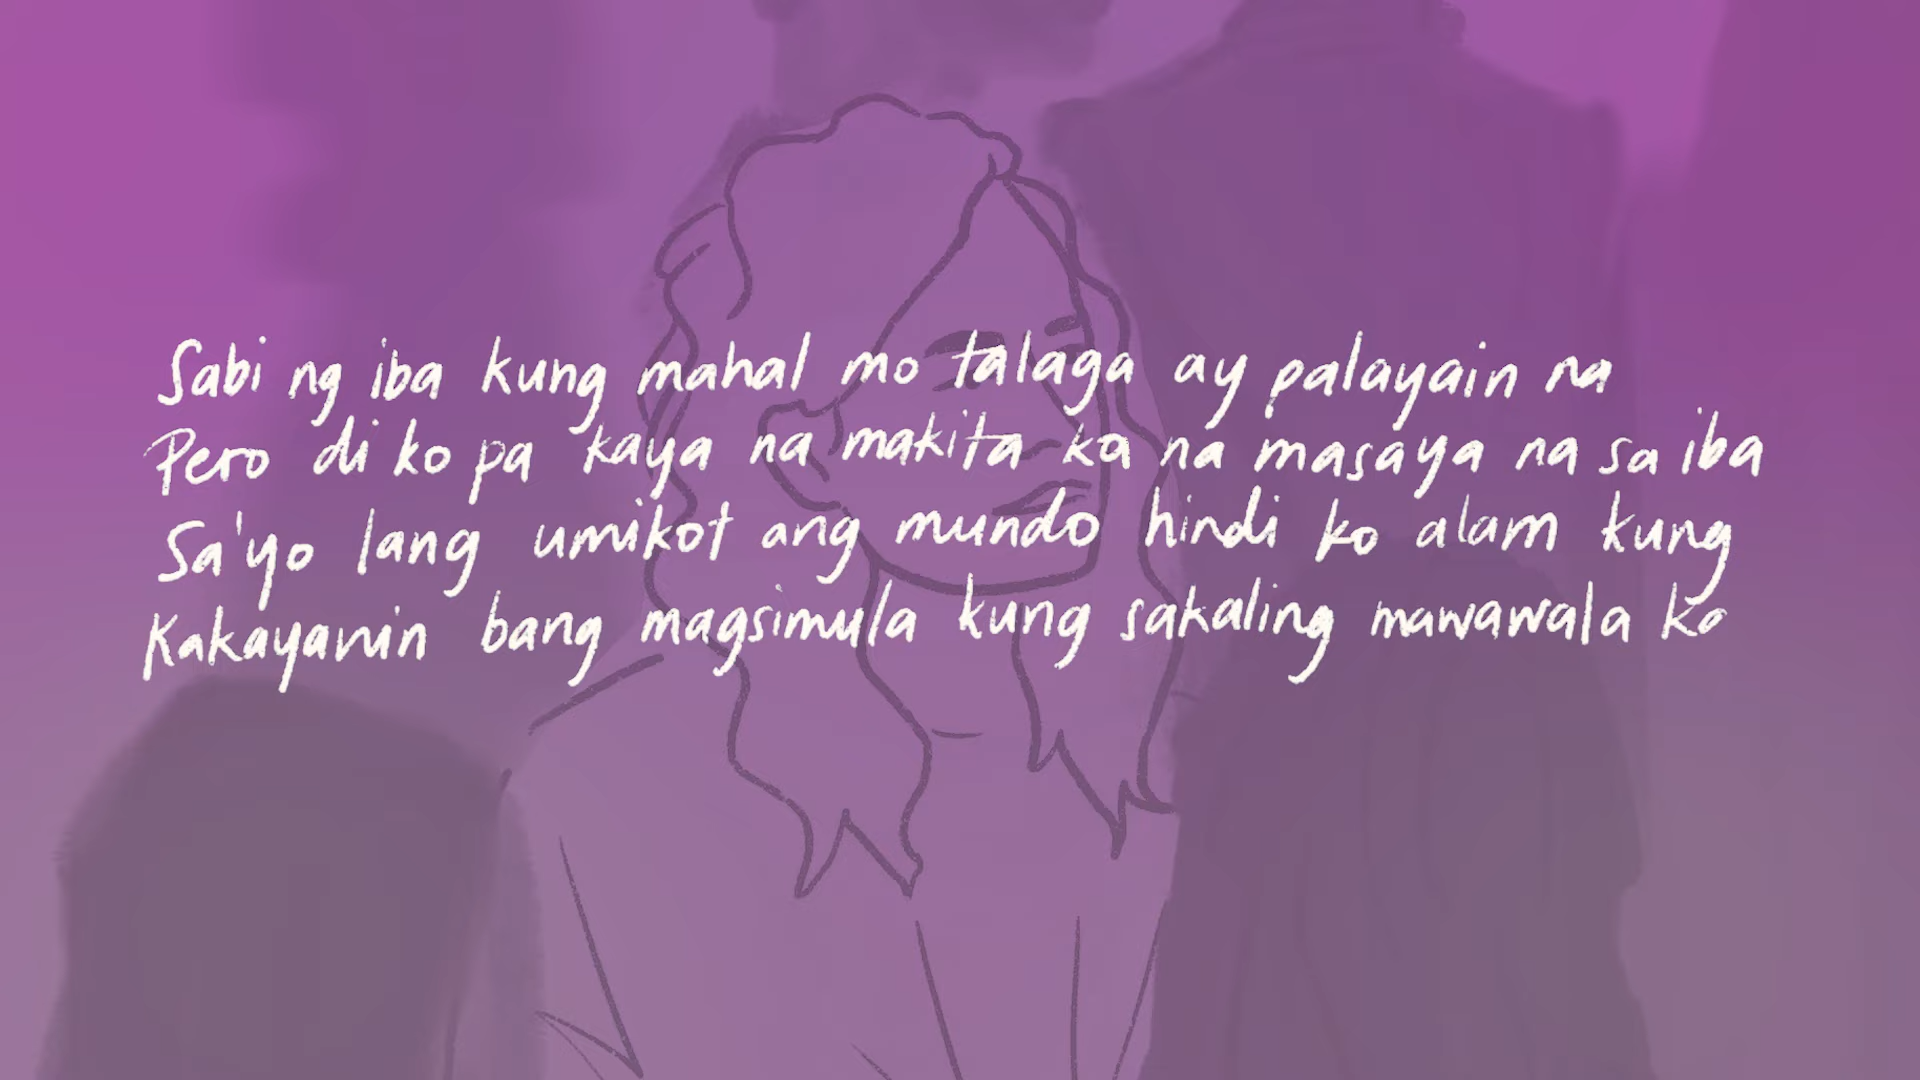 Sabi ng iba kung mahal mo talaga ay palayain na
Pero di ko pa kaya na makita ka na masaya na sa iba
Sa'yo lang umikot ang mundo hindi ko alam kung
Kakayanin bang magsimula kung sakaling mawawala ko